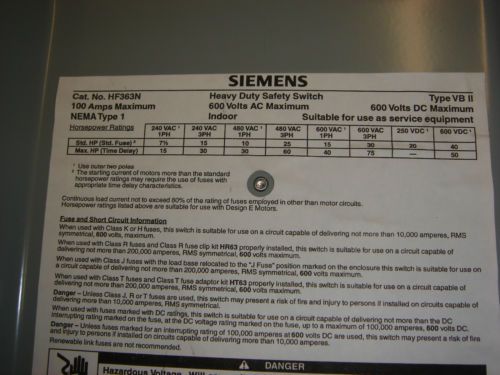 SIEMENS
Cat. No. HF363N Heavy Duty Safety Switch Type VB II
100 Amps Maximum 600 Volts AC Maximum 600 Volts DC Maximum
NEMA Type 1 Indoor Suitable for use as service equipment
Horsepower Ratings 240 VAC ¹ 240 VAC 480 VAC ¹ 480 VAC 600 VAC ¹ 600 VAC 250 VDC ¹ 600 VDC ¹
1PH 3PH 1PH 3PH 1PH 3PH
Std. HP (Std. Fuse) ² 7½ 15 10 25 15 30 20 40
Max. HP (Time Delay) 15 30 30 60 40 75 — 50
¹ Use outer two poles
² The starting current of motors more than the standard
horsepower rating may require the use of fuses with
appropriate time delay characteristics.
Continuous load current not to exceed 80% of the rating of fuses employed in other than motor circuits.
Horsepower ratings listed above are for use with Design E Motors.
Fuse and Short Circuit Information
When used with Class K or H fuses, this switch is suitable for use on a circuit capable of delivering not more than 10,000 amperes, RMS
symmetrical, 600 volts maximum.
When used with Class R fuses and Class R fuse clip kit HR63 properly installed, this switch is suitable for use on a circuit capable of
delivering not more than 200,000 amperes, RMS symmetrical, 600 volts maximum.
When used with Class J fuses with the load base relocated to the "J Fuse" position marked on the enclosure this switch is suitable for use on
a circuit capable of delivering not more than 200,000 amperes, RMS symmetrical, 600 volts maximum.
When used with Class T fuses and Class T fuse adaptor kit HT63 properly installed, this switch is suitable for use on a circuit capable of
delivering not more than 200,000 amperes, RMS symmetrical, 600 volts maximum.
Danger – Unless Class J, R or T fuses are used, this switch may present a risk of fire and injury to persons if installed on circuits capable of
delivering more than 10,000 amperes, RMS symmetrical, 600 volts maximum.
When used with fuses marked with DC ratings, this switch is suitable for use on a circuit capable of delivering not more than the DC
interrupting rating marked on the fuse, at the DC voltage rating marked on the fuse, up to a maximum of 100,000 amperes, 600 volts DC.
Danger – Unless fuses marked for an interrupting rating of 100,000 amperes at 600 volts DC are used, this switch may present a risk of fire
and injury to persons if installed on circuits capable of delivering more than 10,000 amperes DC.
Renewable link fuses are not recommended.
DANGER
Hazardous Voltage. Will